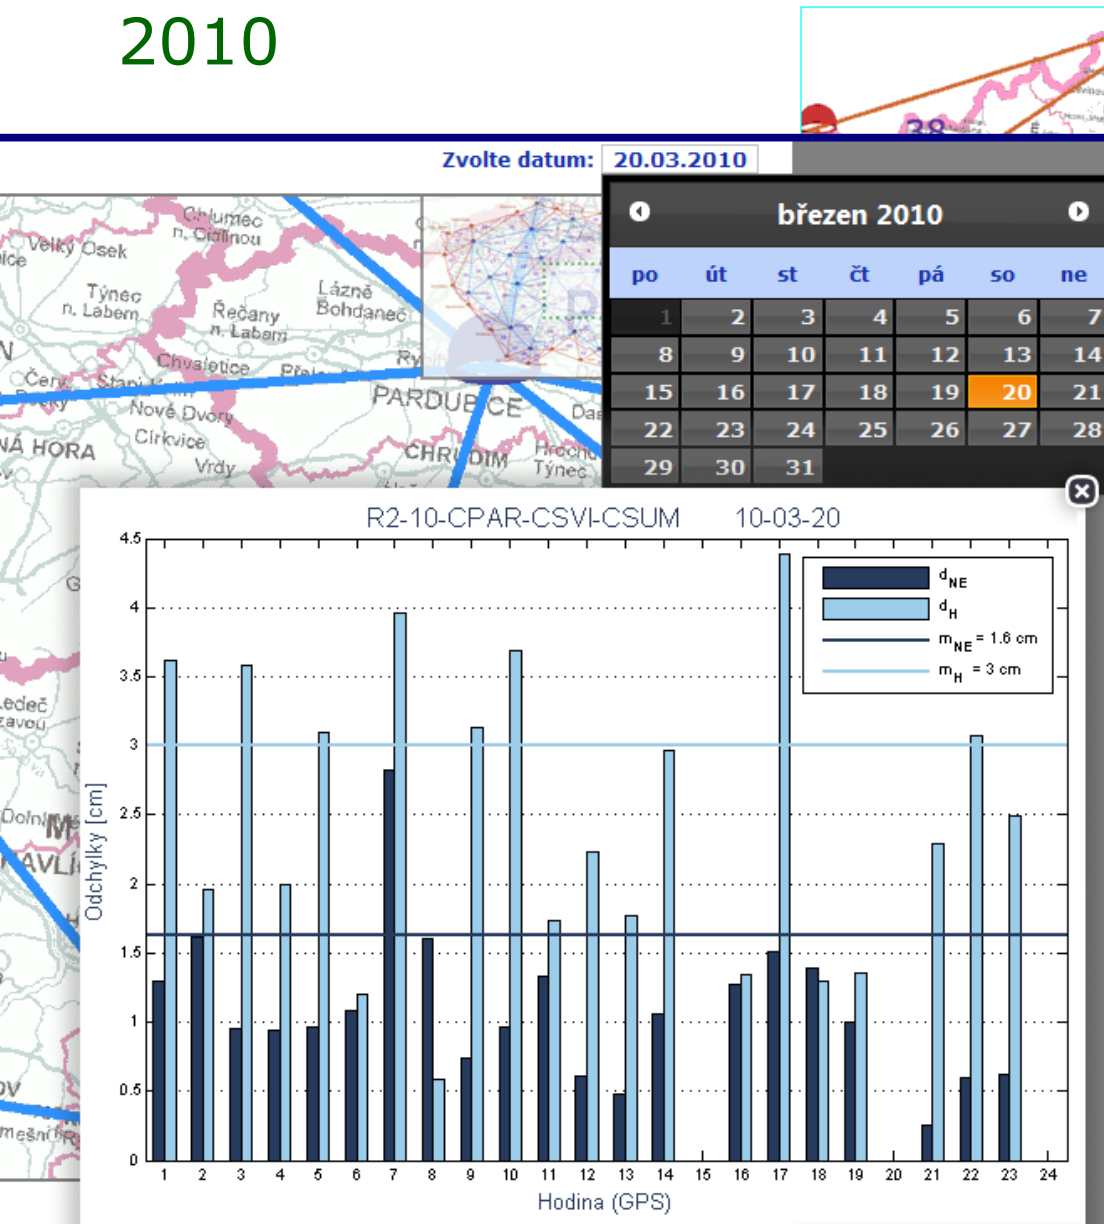 2010
38
Zvolte datum: 20.03.2010
březen 2010
po út st čt pá so ne
1 2 3 4 5 6 7
8 9 10 11 12 13 14
15 16 17 18 19 20 21
22 23 24 25 26 27 28
29 30 31
Chlumec
n. Cidlinou
Velký Osek
Týnec
n. Labem
Řečany
n. Labem
Lázně
Bohdaneč
Chvaletice
Nové Dvory
Církvice
Vrdy
PARDUBICE
CHRUDIM
Týnec
NÁ HORA
R2-10-CPAR-CSVI-CSUM 10-03-20
d NE
d H
m NE = 1.6 cm
m H = 3 cm
Odchylky [cm]
4.5
4
3.5
3
2.5
2
1.5
1
0.5
0
1 2 3 4 5 6 7 8 9 10 11 12 13 14 15 16 17 18 19 20 21 22 23 24
Hodina (GPS)